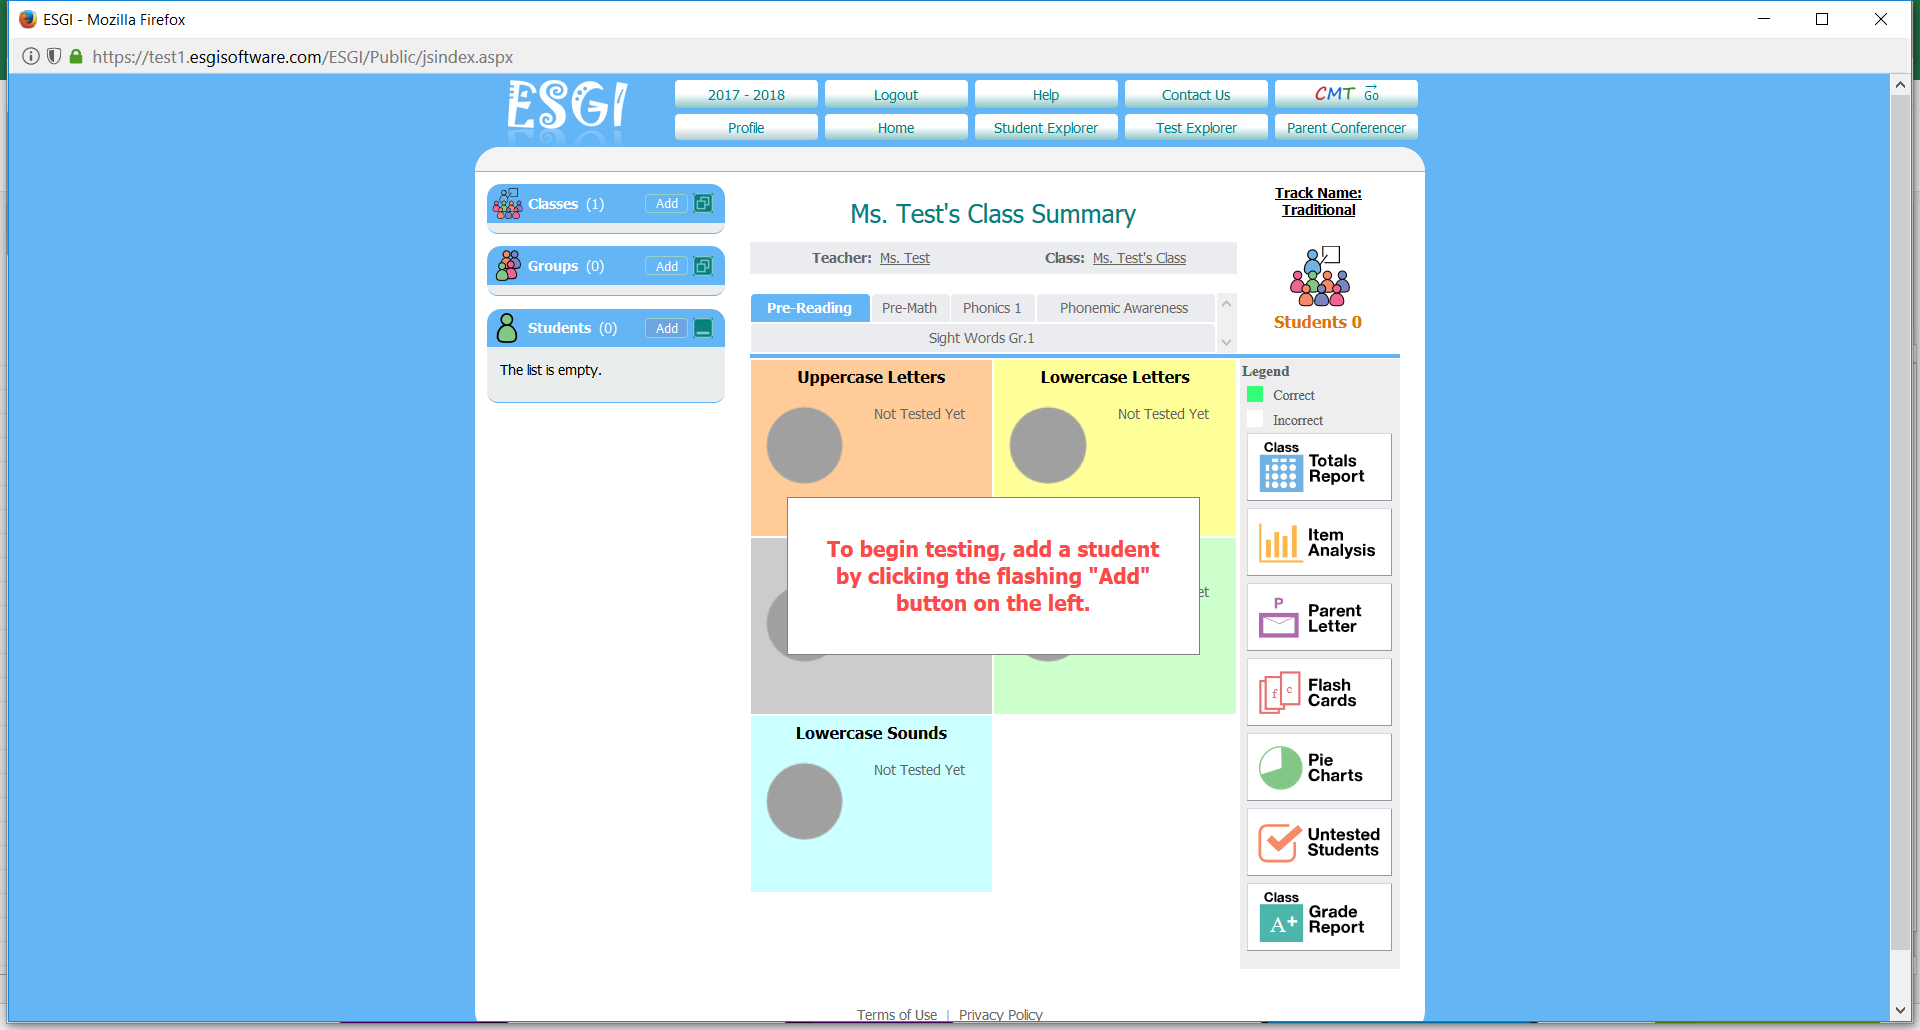 ESGI - Mozilla Firefox
https://test1.esgisoftware.com/ESGI/Public/jsindex.aspx
ESGI
2017 - 2018
Logout
Help
Contact Us
CMT Go
Profile
Home
Student Explorer
Test Explorer
Parent Conferencer
Classes (1)
Add
Groups (0)
Add
Students (0)
Add
The list is empty.
Ms. Test's Class Summary
Teacher: Ms. Test
Class: Ms. Test's Class
Track Name:
Traditional
Students 0
Pre-Reading
Pre-Math
Phonics 1
Phonemic Awareness
Sight Words Gr.1
Uppercase Letters
Not Tested Yet
Lowercase Letters
Not Tested Yet
To begin testing, add a student
by clicking the flashing "Add"
button on the left.
et
Lowercase Sounds
Not Tested Yet
Legend
Correct
Incorrect
Class
Totals
Report
Item
Analysis
P
Parent
Letter
f c
Flash
Cards
Pie
Charts
Untested
Students
Class
A+
Grade
Report
Terms of Use | Privacy Policy